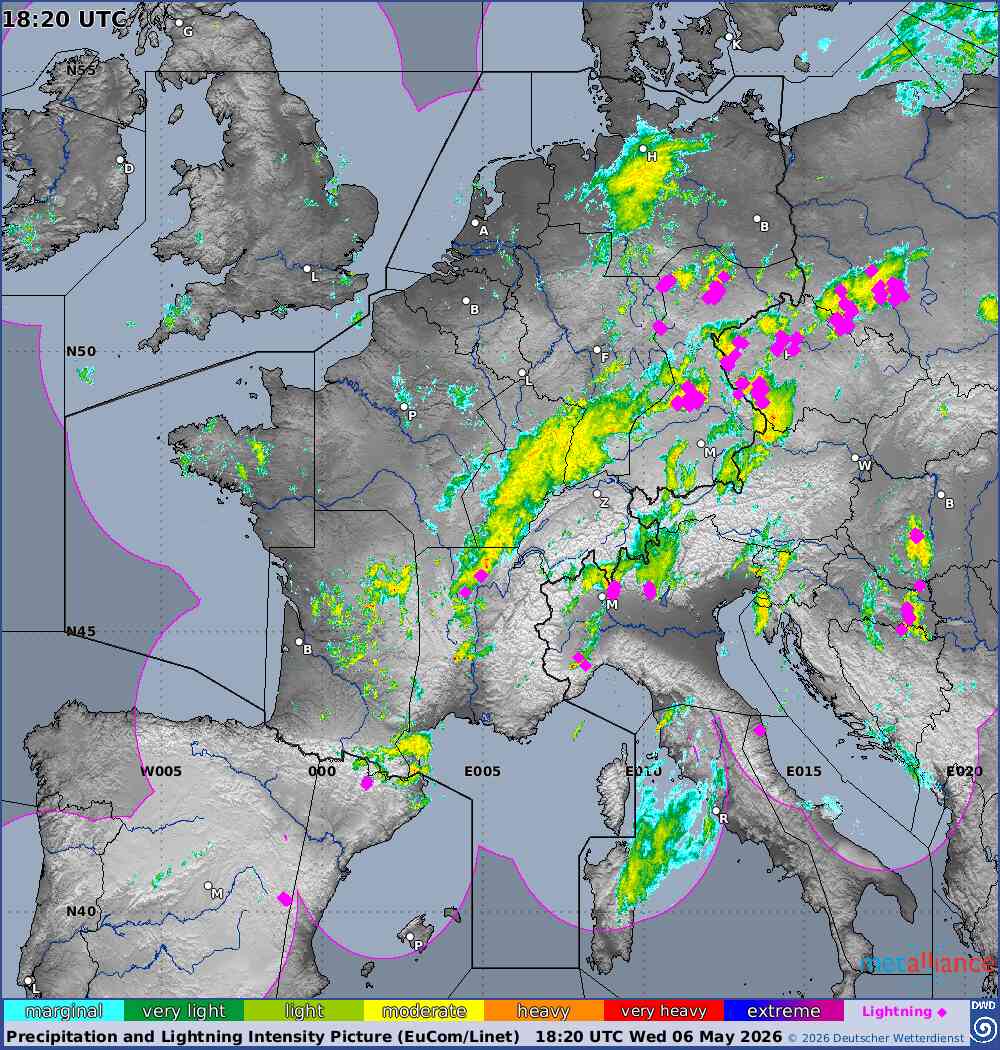 18:20 UTC
G
K
N55
D
H
A
B
L
B
N50
F
L
L
P
M
W
Z
B
M
N45
B
W005
000
E005
E010
E015
E020
R
M
N40
P
L
metalliance
marginal very light light moderate heavy very heavy extreme Lightning
DWD
Precipitation and Lightning Intensity Picture (EuCom/Linet) 18:20 UTC Wed 06 May 2026 © 2026 Deutscher Wetterdienst